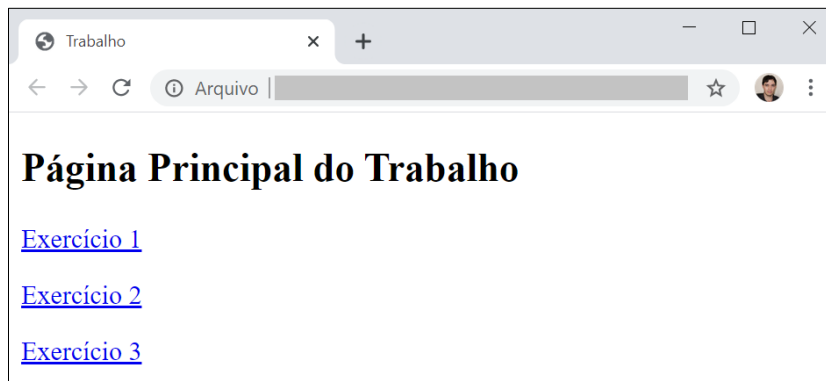 Trabalho
Arquivo
Página Principal do Trabalho
Exercício 1
Exercício 2
Exercício 3